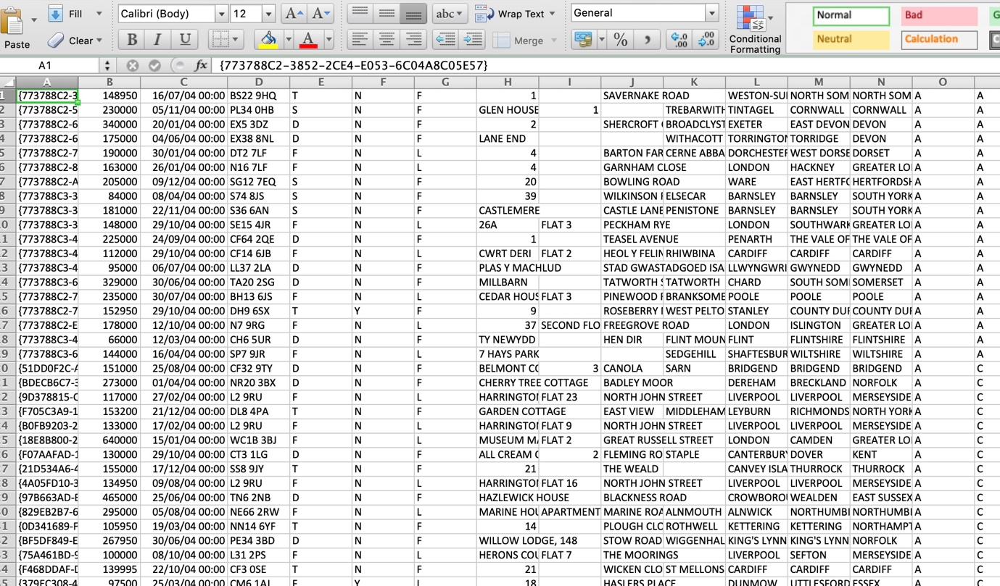 Fill Calibri (Body) 12 A A abc Wrap Text General Normal Bad
Paste Clear B I U A Merge % Conditional Formatting Neutral Calculation
A1 fx {773788C2-3852-2CE4-E053-6C04A8C05E57}
A B C D E F G H I J K L M N O
{773788C2-3 148950 16/07/04 00:00 BS22 9HQ T N F 1 SAVERNAKE ROAD WESTON-SU NORTH SOM NORTH SOM A A
2 {773788C2-5 230000 05/11/04 00:00 PL34 0HB S N F GLEN HOUSE 1 TREBARWITH TINTAGEL CORNWALL CORNWALL A A
3 {773788C2-6 340000 20/01/04 00:00 EX5 3DZ D N F 2 SHERCROFT BROADCLYST EXETER EAST DEVON DEVON A A
4 {773788C2-6 175000 04/06/04 00:00 EX38 8NL D N F LANE END WITHACOTT TORRINGTON TORRIDGE DEVON A A
5 {773788C2-7 190000 30/01/04 00:00 DT2 7LF F N L 4 BARTON FAR CERNE ABBA DORCHESTER WEST DORSE DORSET A A
6 {773788C2-8 163000 26/01/04 00:00 N16 7LF F N L 4 GARNHAM CLOSE LONDON HACKNEY GREATER LO A A
7 {773788C2-A 205000 09/12/04 00:00 SG12 7EQ S N F 20 BOWLING ROAD WARE EAST HERTFO HERTFORDSH A A
8 {773788C3-3 84000 08/04/04 00:00 S74 8JS S N F 39 WILKINSON ELSECAR BARNSLEY BARNSLEY SOUTH YORK A A
9 {773788C3-3 181000 22/11/04 00:00 S36 6AN S N F CASTLEMERE CASTLE LANE PENISTONE BARNSLEY BARNSLEY SOUTH YORK A A
0 {773788C3-3 148000 29/10/04 00:00 SE15 4JR F N L 26A FLAT 3 PECKHAM RYE LONDON SOUTHWARK GREATER LO A A
1 {773788C3-4 225000 24/09/04 00:00 CF64 2QE D N F 1 TEASEL AVENUE PENARTH THE VALE OF THE VALE OF A A
2 {773788C3-4 112000 29/10/04 00:00 CF14 6JB F N L CWRT DERI FLAT 2 HEOL Y FELIN RHIWBINA CARDIFF CARDIFF CARDIFF A A
3 {773788C3-4 95000 06/07/04 00:00 LL37 2LA D N F PLAS Y MACHLUD STAD GWASTADGOED ISA LLWYNGWRI GWYNEDD GWYNEDD A A
4 {773788C3-6 329000 30/06/04 00:00 TA20 2SG D N F MILLBARN TATWORTH S TATWORTH CHARD SOUTH SOM SOMERSET A A
5 {773788C2-7 235000 30/07/04 00:00 BH13 6JS F N L CEDAR HOUS FLAT 3 PINEWOOD BRANKSOME POOLE POOLE POOLE A A
6 {773788C2-7 152950 29/10/04 00:00 DH9 6SX T Y F 9 ROSEBERRY WEST PELTO STANLEY COUNTY DU COUNTY DU A A
7 {773788C2-E 178000 12/10/04 00:00 N7 9RG F N L 37 SECOND FLO FREEGROVE ROAD LONDON ISLINGTON GREATER LO A A
8 {773788C3-4 66000 12/03/04 00:00 CH6 5UR D N F TY NEWYDD HEN DIR FLINT MOUN FLINT FLINTSHIRE FLINTSHIRE A A
9 {773788C3-6 144000 16/04/04 00:00 SP7 9JR F N L 7 HAYS PARK SEDGEHILL SHAFTESBUR WILTSHIRE WILTSHIRE A A
0 {51DD0F2C-A 151000 25/08/04 00:00 CF32 9TY D N F BELMONT CO 3 CANOLA SARN BRIDGEND BRIDGEND BRIDGEND A C
1 {BDECB6C7-3 273000 01/04/04 00:00 NR20 3BX D N F CHERRY TREE COTTAGE BADLEY MOOR DEREHAM BRECKLAND NORFOLK A C
2 {9D378815-C 117000 27/02/04 00:00 L2 9RU F N L HARRINGTO FLAT 23 NORTH JOHN STREET LIVERPOOL LIVERPOOL MERSEYSIDE A C
3 {F705C3A9-1 153200 21/12/04 00:00 DL8 4PA T N F GARDEN COTTAGE EAST VIEW MIDDLEHAM LEYBURN RICHMONDS NORTH YORK A C
4 {B0FB9203-2 133000 17/02/04 00:00 L2 9RU F N L HARRINGTO FLAT 9 NORTH JOHN STREET LIVERPOOL LIVERPOOL MERSEYSIDE A C
5 {18E8B800-2 640000 15/01/04 00:00 WC1B 3BJ F N L MUSEUM MA FLAT 2 GREAT RUSSELL STREET LONDON CAMDEN GREATER LO A C
6 {F07AAFAD-1 130000 29/10/04 00:00 CT3 1LG D N F ALL CREAM C 2 FLEMING RO STAPLE CANTERBURY DOVER KENT A C
7 {21D534A6-4 155000 17/12/04 00:00 SS8 9JY T N F 21 THE WEALD CANVEY ISLA THURROCK THURROCK A C
8 {4A05FD10-3 134950 09/08/04 00:00 L2 9RU F N L HARRINGTO FLAT 16 NORTH JOHN STREET LIVERPOOL LIVERPOOL MERSEYSIDE A C
9 {97B663AD-E 465000 25/06/04 00:00 TN6 2NB D N F HAZLEWICK HOUSE BLACKNESS ROAD CROWBORO WEALDEN EAST SUSSEX A C
0 {829EB2B7-6 295000 05/08/04 00:00 NE66 2RW F N L MARINE HOU APARTMENT MARINE ROA ALNMOUTH ALNWICK NORTHUMBE NORTHUMBE A C
1 {0D341689-F 105950 19/03/04 00:00 NN14 6YF T N F 14 PLOUGH CLO ROTHWELL KETTERING KETTERING NORTHAMPT A C
2 {BF5DF849-E 267950 30/06/04 00:00 PE34 3BD D N F WILLOW LODGE, 148 STOW ROAD WIGGENHAL KING'S LYNN KING'S LYNN NORFOLK A C
3 {75A461BD-9 100000 08/10/04 00:00 L31 2PS F N L HERONS COU FLAT 7 THE MOORINGS LIVERPOOL SEFTON MERSEYSIDE A C
4 {F468DDAF-D 139995 22/10/04 00:00 CF3 0SE T N F 21 WICKEN CLO ST MELLONS CARDIFF CARDIFF CARDIFF A C
5 {379EC308-4 97500 25/03/04 00:00 CM6 1AJ F Y L 18 HASLERS PLACE DUNMOW UTTLESFORD ESSEX A C